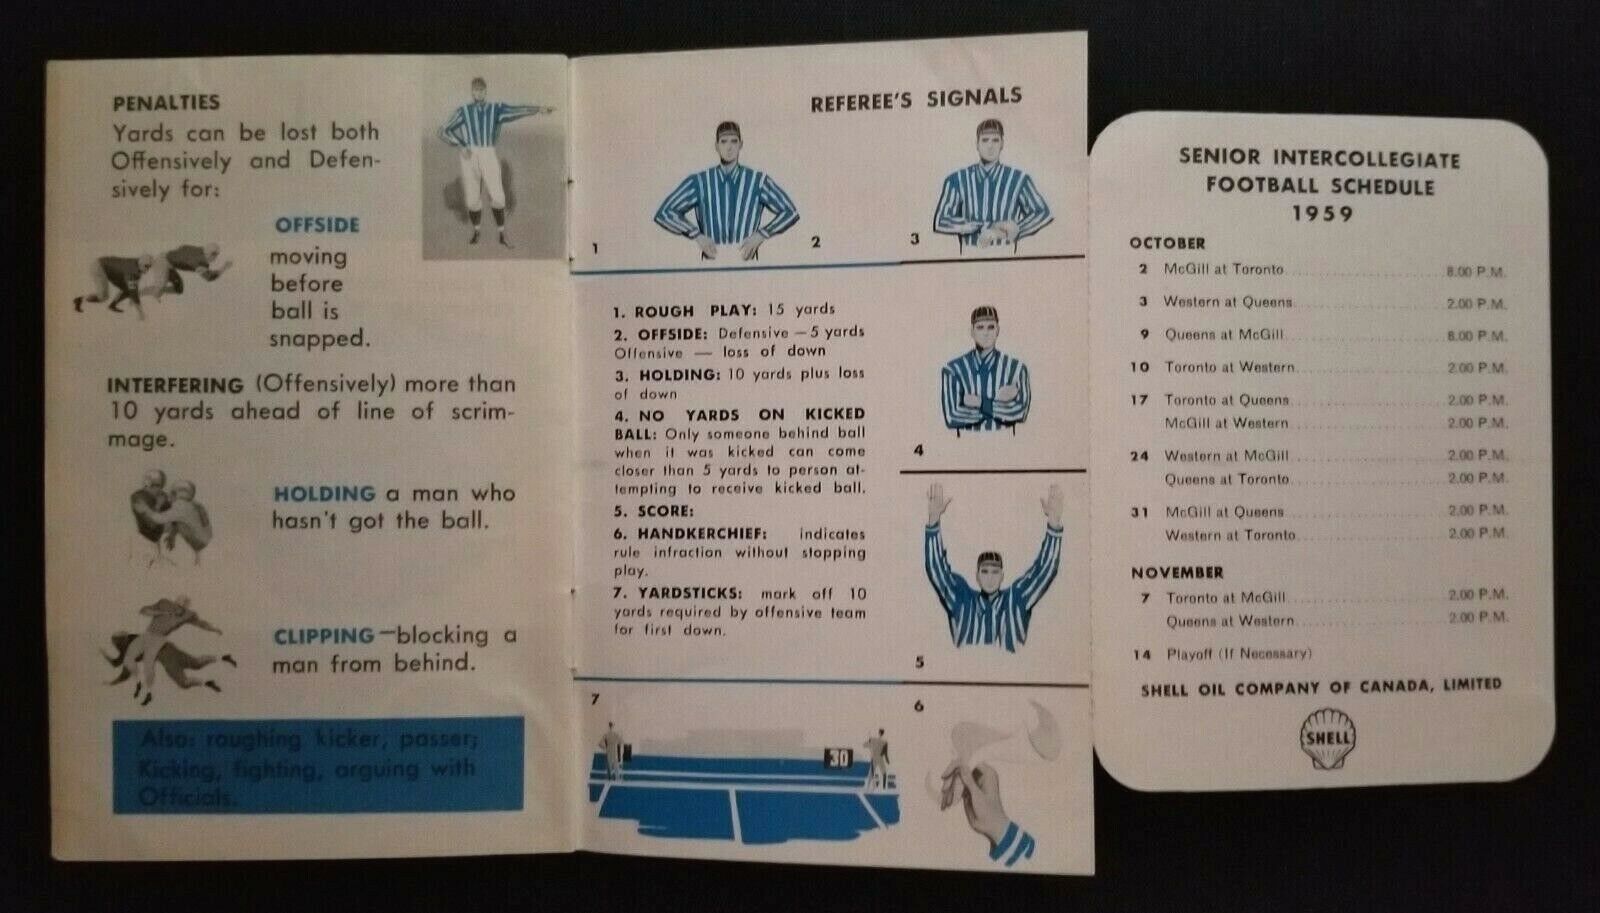 PENALTIES
Yards can be lost both
Offensively and Defen-
sively for:
OFFSIDE
moving
before
ball is
snapped.
INTERFERING (Offensively) more than
10 yards ahead of line of scrim-
mage.
HOLDING a man who
hasn't got the ball.
CLIPPING—blocking a
man from behind.
Also: roughing kicker, passer;
Kicking, fighting, arguing with
Officials.
REFEREE'S SIGNALS
1
2
3
1. ROUGH PLAY: 15 yards
2. OFFSIDE: Defensive — 5 yards
Offensive — loss of down
3. HOLDING: 10 yards plus loss
of down
4. NO YARDS ON KICKED
BALL: Only someone behind ball
when it was kicked can come
closer than 5 yards to person at-
tempting to receive kicked ball.
5. SCORE:
6. HANDKERCHIEF: indicates
rule infraction without stopping
play.
7. YARDSTICKS: mark off 10
yards required by offensive team
for first down.
4
5
7
30
6
SENIOR INTERCOLLEGIATE
FOOTBALL SCHEDULE
1959
OCTOBER
2 McGill at Toronto 8.00 P.M.
3 Western at Queens 2.00 P.M.
9 Queens at McGill 8.00 P.M.
10 Toronto at Western 2.00 P.M.
17 Toronto at Queens 2.00 P.M.
McGill at Western 2.00 P.M.
24 Western at McGill 2.00 P.M.
Queens at Toronto 2.00 P.M.
31 McGill at Queens 2.00 P.M.
Western at Toronto 2.00 P.M.
NOVEMBER
7 Toronto at McGill 2.00 P.M.
Queens at Western 2.00 P.M.
14 Playoff (If Necessary)
SHELL OIL COMPANY OF CANADA, LIMITED
SHELL